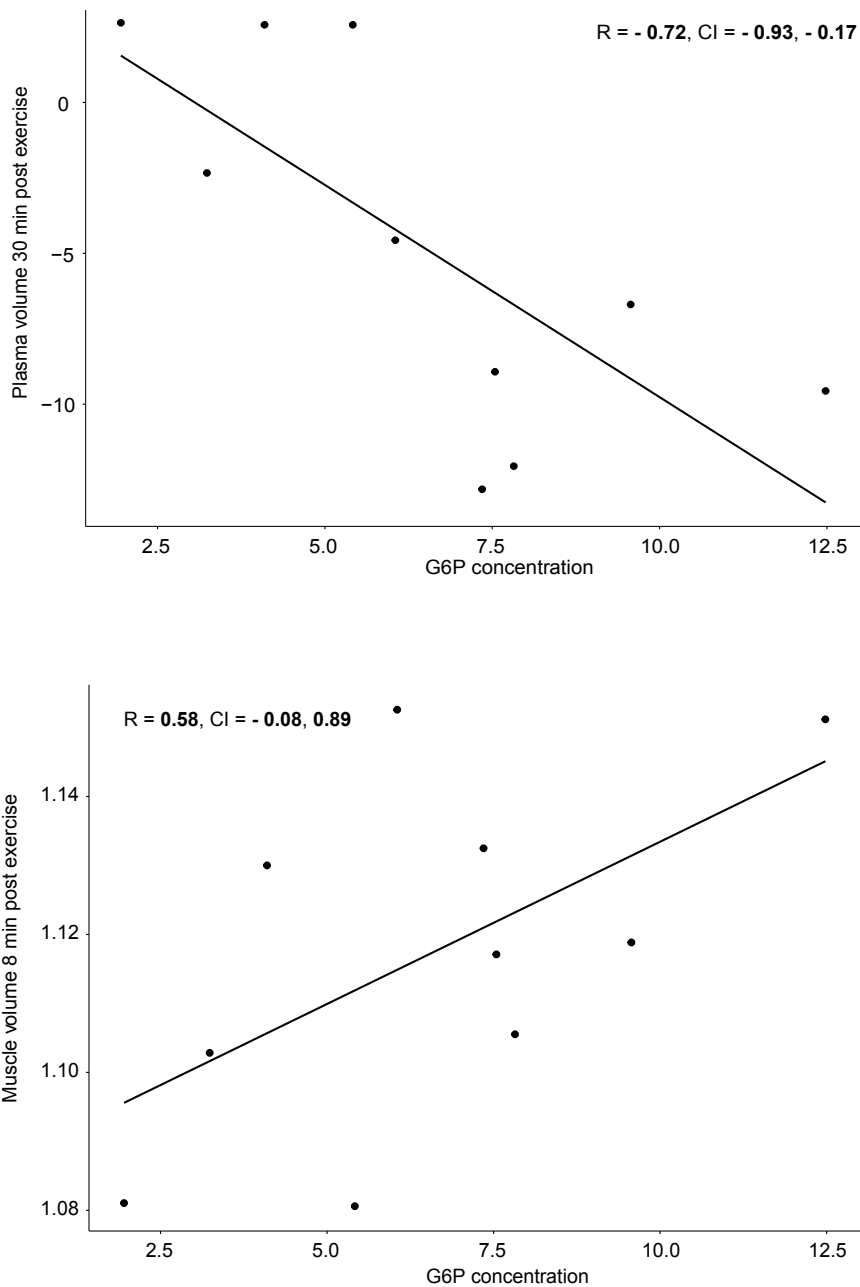 R = - 0.72, CI = - 0.93, - 0.17
Plasma volume 30 min post exercise
0
−5
−10
2.5 5.0 7.5 10.0 12.5
G6P concentration
R = 0.58, CI = - 0.08, 0.89
Muscle volume 8 min post exercise
1.14
1.12
1.10
1.08
2.5 5.0 7.5 10.0 12.5
G6P concentration